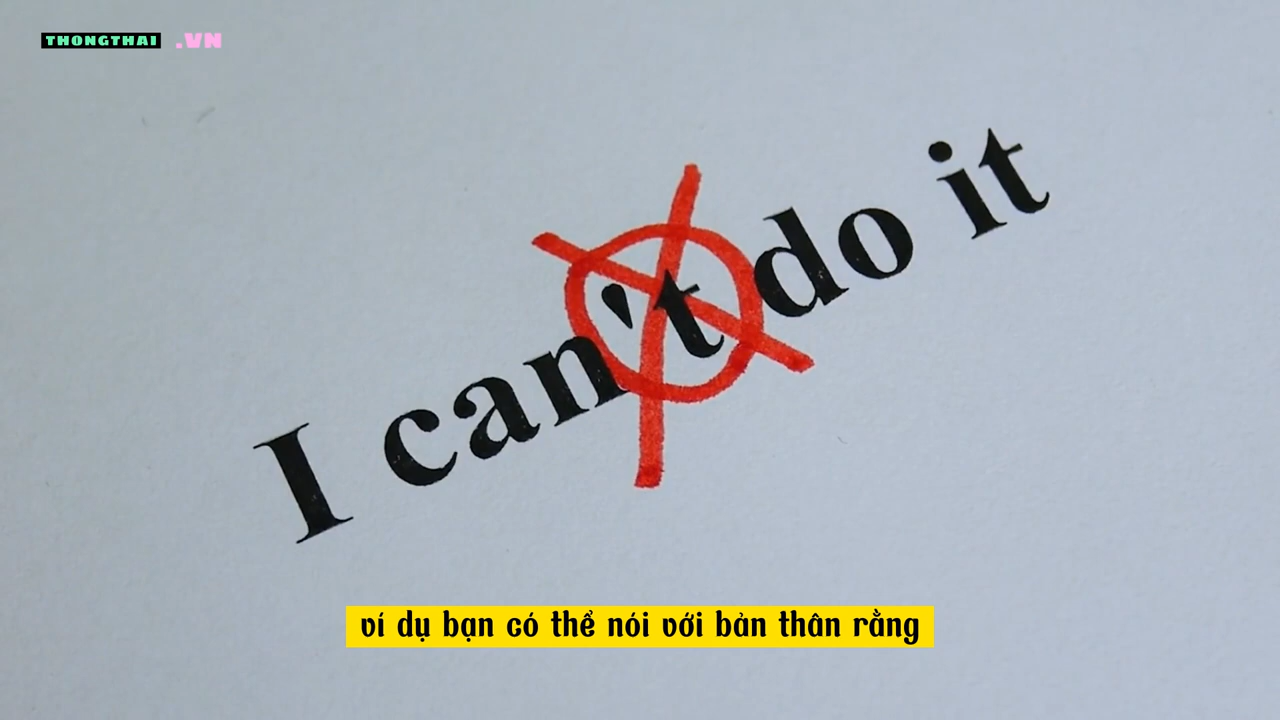 THONGTHAI .VN
I can't do it
ví dụ bạn có thể nói với bản thân rằng